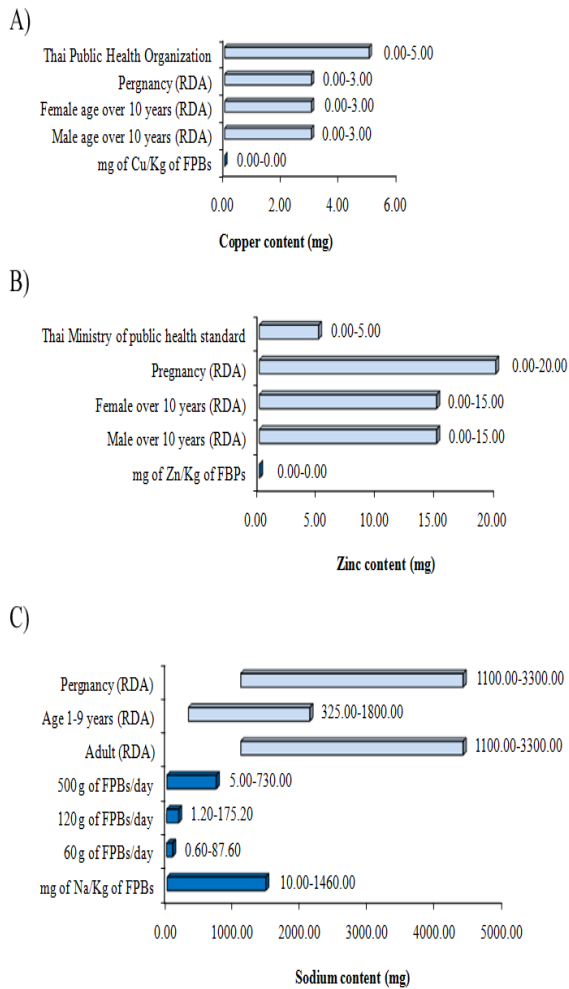 A)
Thai Public Health Organization 0.00-5.00
Pergnancy (RDA) 0.00-3.00
Female age over 10 years (RDA) 0.00-3.00
Male age over 10 years (RDA) 0.00-3.00
mg of Cu/Kg of FPBs 0.00-0.00
0.00 2.00 4.00 6.00
Copper content (mg)
B)
Thai Ministry of public health standard 0.00-5.00
Pregnancy (RDA) 0.00-20.00
Female over 10 years (RDA) 0.00-15.00
Male over 10 years (RDA) 0.00-15.00
mg of Zn/Kg of FBPs 0.00-0.00
0.00 5.00 10.00 15.00 20.00
Zinc content (mg)
C)
Pergnancy (RDA) 1100.00-3300.00
Age 1-9 years (RDA) 325.00-1800.00
Adult (RDA) 1100.00-3300.00
500 g of FPBs/day 5.00-730.00
120 g of FPBs/day 1.20-175.20
60 g of FPBs/day 0.60-87.60
mg of Na/Kg of FPBs 10.00-1460.00
0.00 1000.00 2000.00 3000.00 4000.00 5000.00
Sodium content (mg)